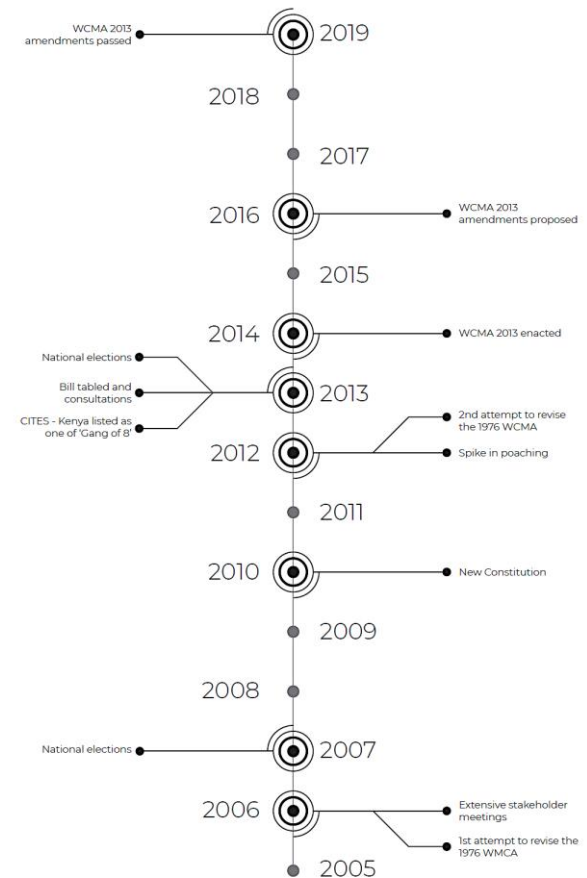 WCMA 2013
amendments passed
2019
2018
2017
2016
WCMA 2013
amendments proposed
2015
2014
WCMA 2013 enacted
National elections
Bill tabled and
consultations
CITES - Kenya listed as
one of 'Gang of 8'
2013
2nd attempt to revise
the 1976 WCMA
2012
Spike in poaching
2011
2010
New Constitution
2009
2008
National elections
2007
2006
Extensive stakeholder
meetings
1st attempt to revise the
1976 WMCA
2005